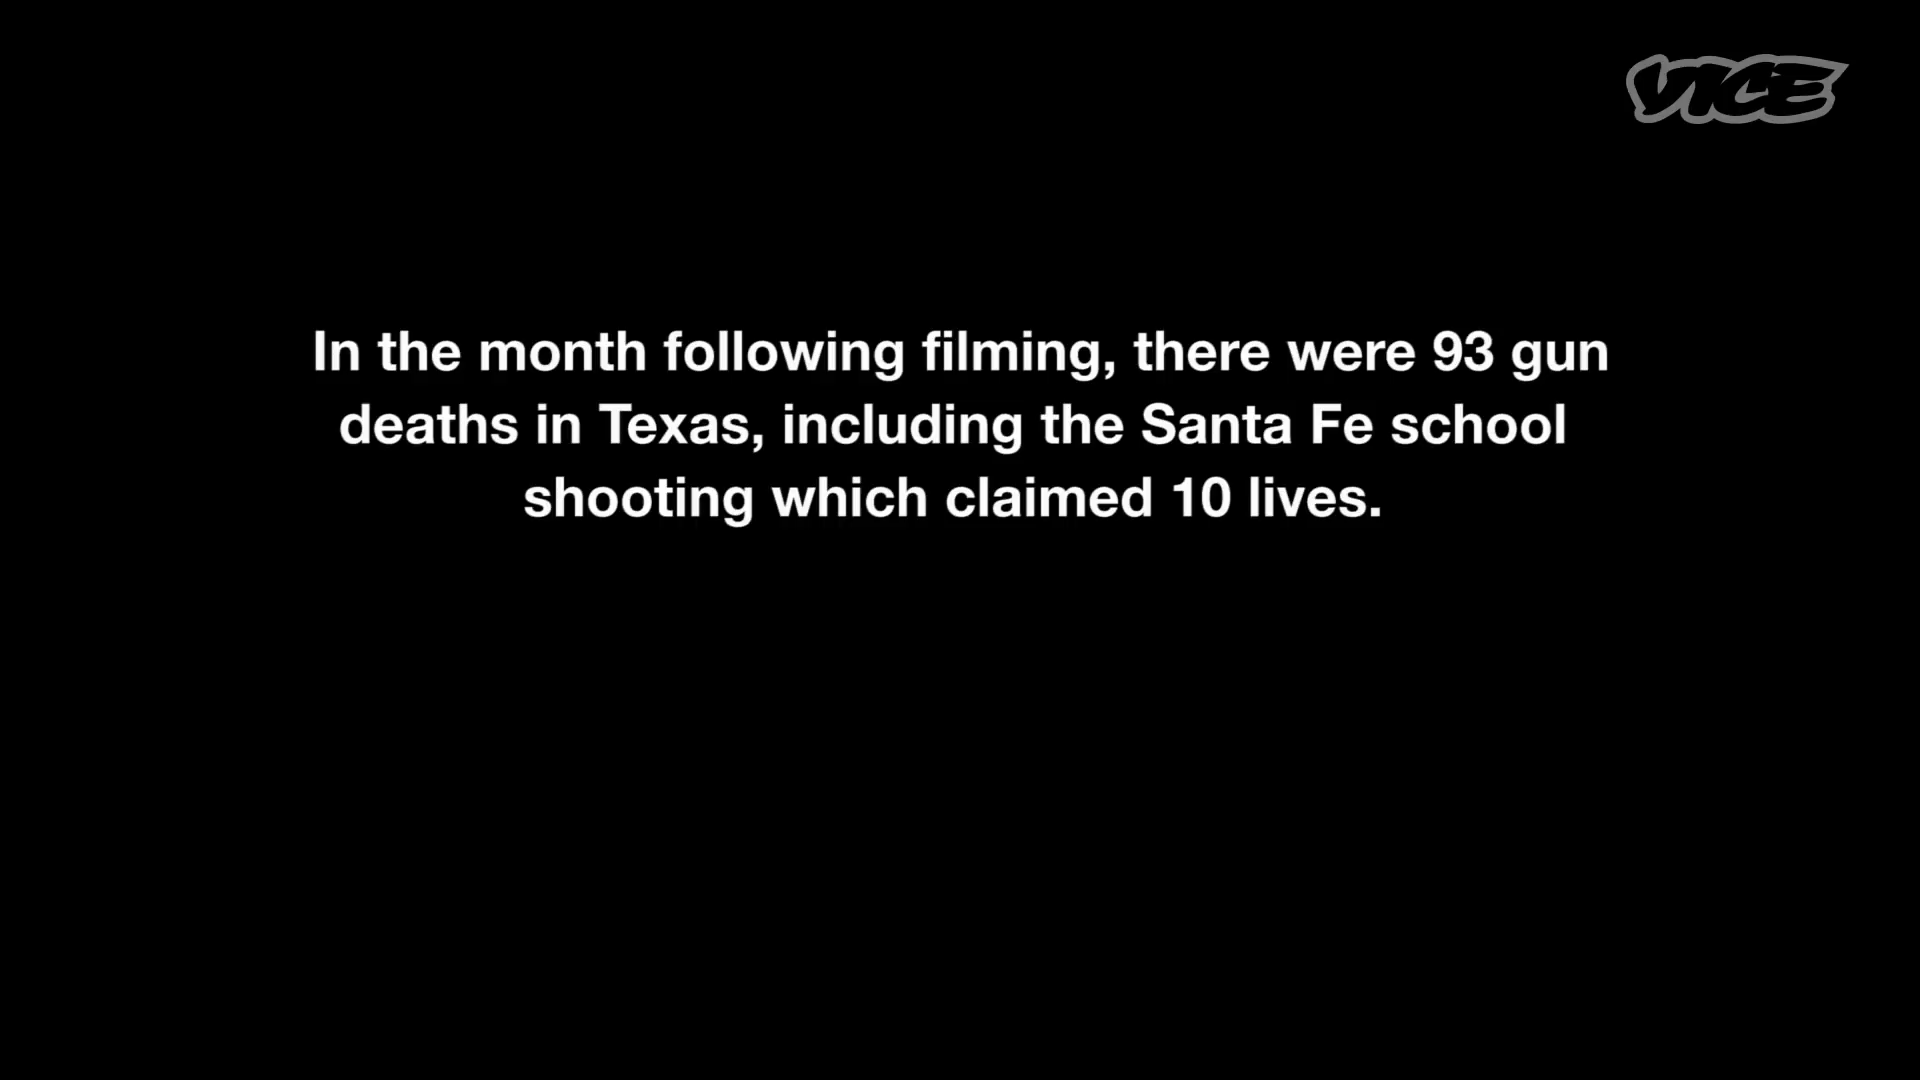 VICE
In the month following filming, there were 93 gun
deaths in Texas, including the Santa Fe school
shooting which claimed 10 lives.